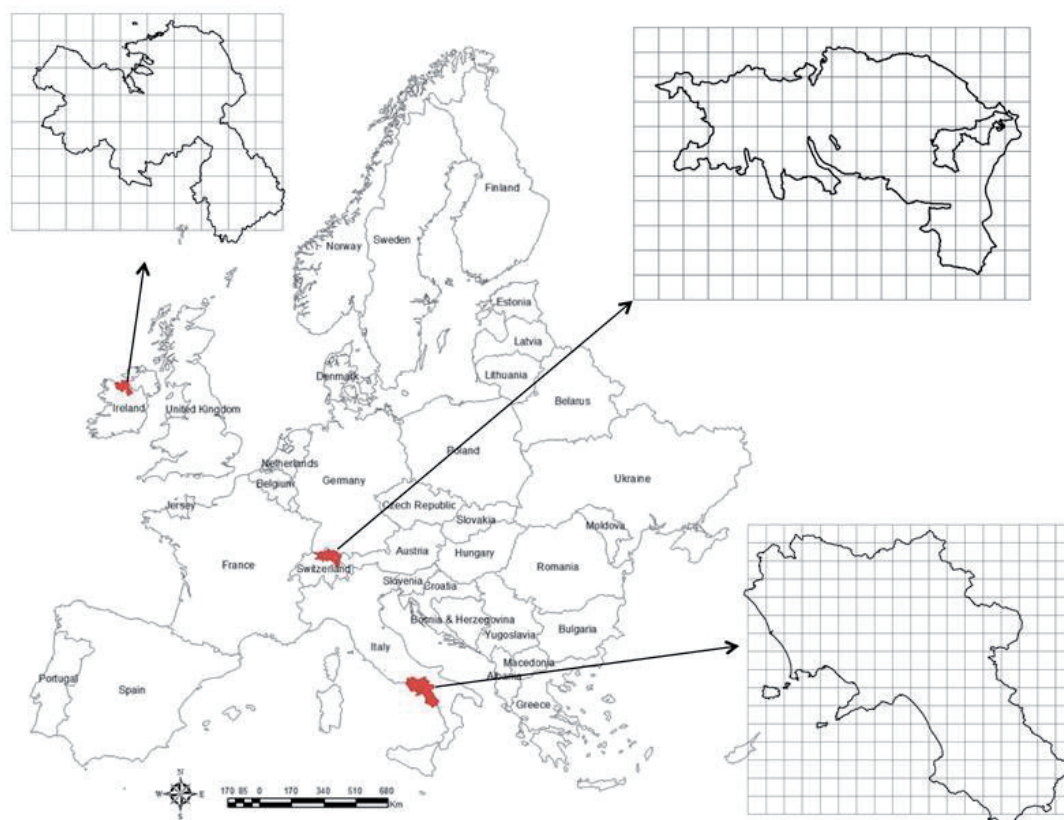 Finland
Norway
Sweden
Estonia
Latvia
Denmark
Lithuania
Ireland
United Kingdom
Belarus
Netherlands
Belgium
Germany
Poland
Ukraine
Jersey
Czech Republic
Slovakia
Moldova
France
Switzerland
Austria
Hungary
Romania
Slovenia
Croatia
Bosnia & Herzegovina
Yugoslavia
Bulgaria
Italy
Macedonia
Albania
Portugal
Spain
Greece
N
W E
S
170 85 0 170 340 510 680
Km